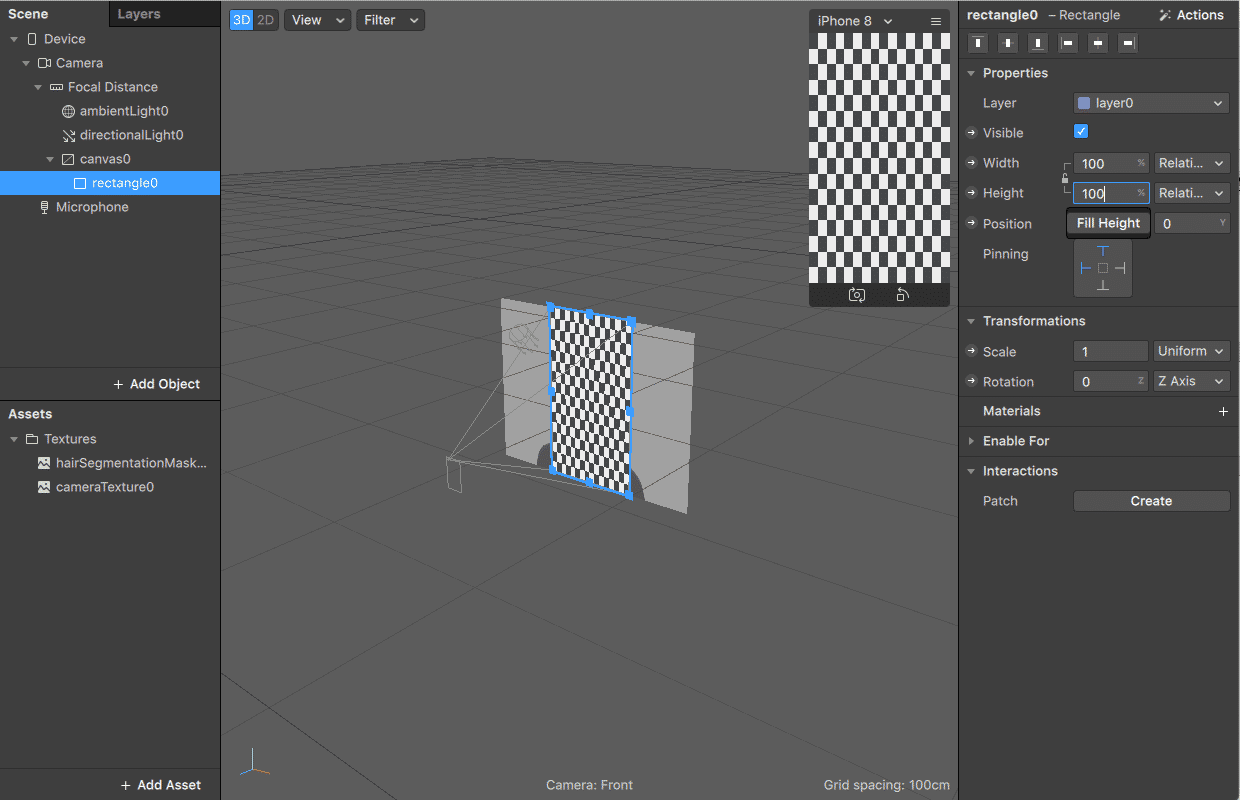 Scene
Layers
Device
Camera
Focal Distance
ambientLight0
directionalLight0
canvas0
rectangle0
Microphone
+ Add Object
Assets
Textures
hairSegmentationMask...
cameraTexture0
+ Add Asset
3D 2D View Filter
iPhone 8
Camera: Front
Grid spacing: 100cm
rectangle0 – Rectangle Actions
Properties
Layer layer0
Visible
Width 100 % Relati...
Height 100 % Relati...
Position Fill Height 0 Y
Pinning
Transformations
Scale 1 Uniform
Rotation 0 Z Z Axis
Materials +
Enable For
Interactions
Patch Create